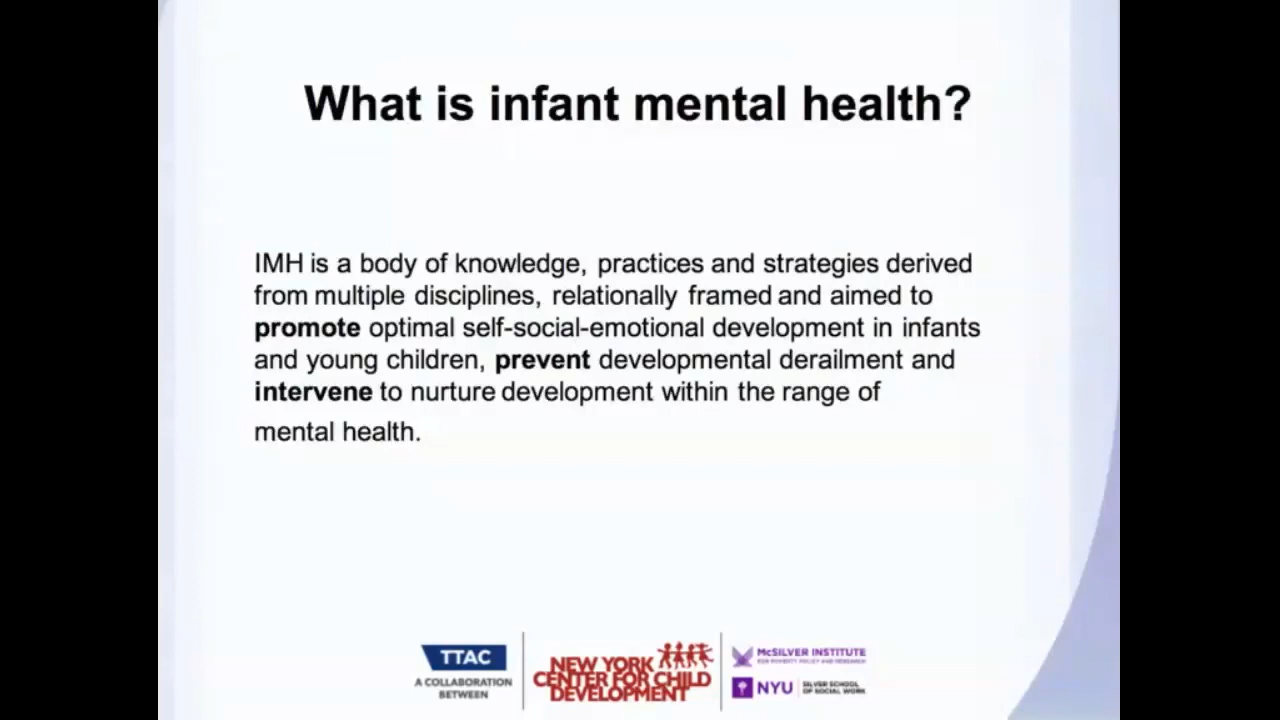 What is infant mental health?
IMH is a body of knowledge, practices and strategies derived
from multiple disciplines, relationally framed and aimed to
promote optimal self-social-emotional development in infants
and young children, prevent developmental derailment and
intervene to nurture development within the range of
mental health.
TTAC
A COLLABORATION
BETWEEN
NEW YORK
CENTER FOR CHILD
DEVELOPMENT
McSILVER INSTITUTE
FOR POVERTY POLICY AND RESEARCH
NYU
SILVER SCHOOL
OF SOCIAL WORK